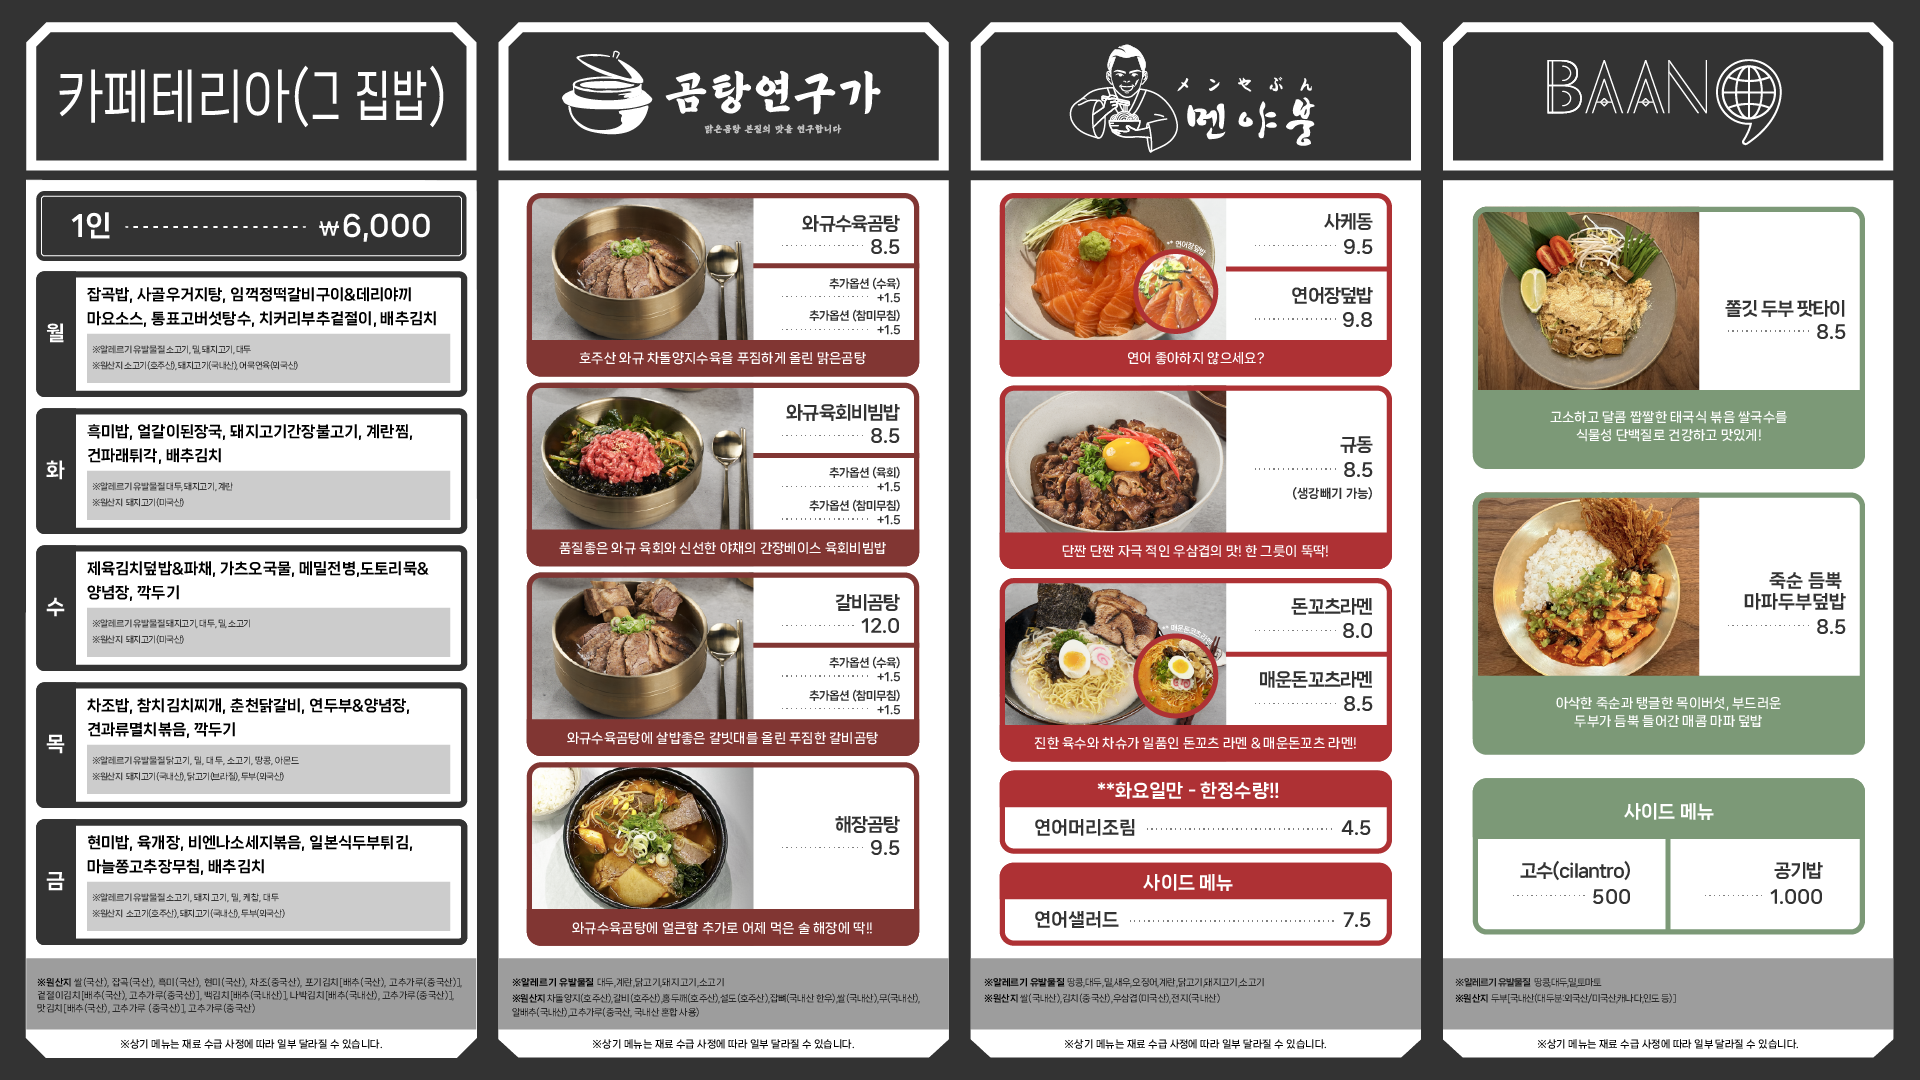 카페테리아(그 집밥)
1인 ₩6,000
월
잡곡밥, 사골우거지탕, 임꺽정떡갈비구이&데리야끼
마요소스, 통표고버섯탕수, 치커리부추겉절이, 배추김치
※알레르기 유발물질 소고기, 밀, 돼지고기, 대두
※원산지 소고기(호주산), 돼지고기(국내산), 어묵연육(외국산)
화
흑미밥, 얼갈이된장국, 돼지고기간장불고기, 계란찜,
건파래튀각, 배추김치
※알레르기 유발물질 대두, 돼지고기, 계란
※원산지 돼지고기(미국산)
수
제육김치덮밥&파채, 가츠오국물, 메밀전병,도토리묵&
양념장, 깍두기
※알레르기 유발물질 돼지고기, 대두, 밀, 소고기
※원산지 돼지고기(미국산)
목
차조밥, 참치김치찌개, 춘천닭갈비, 연두부&양념장,
견과류멸치볶음, 깍두기
※알레르기 유발물질 닭고기, 밀, 대두, 소고기, 땅콩, 아몬드
※원산지 돼지고기(국내산), 닭고기(브라질), 두부(외국산)
금
현미밥, 육개장, 비엔나소세지볶음, 일본식두부튀김,
마늘쫑고추장무침, 배추김치
※알레르기 유발물질 소고기, 돼지고기, 밀, 케찹, 대두
※원산지 소고기(호주산), 돼지고기(국내산), 두부(외국산)
※원산지 쌀(국산), 잡곡(국산), 흑미(국산), 현미(국산), 차조(중국산), 포기김치[배추(국산), 고추가루(중국산)],
겉절이김치[배추(국산), 고추가루(중국산)], 백김치[배추(국내산)], 나박김치[배추(국내산), 고추가루(중국산)],
맛김치[배추(국산), 고추가루 (중국산)], 고추가루(중국산)
※상기 메뉴는 재료 수급 사정에 따라 일부 달라질 수 있습니다.
곰탕연구가
맑은곰탕 본질의 맛을 연구합니다
와규수육곰탕
8.5
추가옵션 (수육)
+1.5
추가옵션 (참미무침)
+1.5
호주산 와규 차돌양지수육을 푸짐하게 올린 맑은곰탕
와규육회비빔밥
8.5
추가옵션 (육회)
+1.5
추가옵션 (참미무침)
+1.5
품질좋은 와규 육회와 신선한 야채의 간장베이스 육회비빔밥
갈비곰탕
12.0
추가옵션 (수육)
+1.5
추가옵션 (참미무침)
+1.5
와규수육곰탕에 살밥좋은 갈빗대를 올린 푸짐한 갈비곰탕
해장곰탕
9.5
와규수육곰탕에 얼큰함 추가로 어제 먹은 술 해장에 딱!!
※알레르기 유발물질 대두,계란,닭고기,돼지고기,소고기
※원산지 차돌양지(호주산),갈비(호주산),홍두깨(호주산),설도(호주산),잡뼈(국내산 한우),쌀(국내산),무(국내산),
알배추(국내산),고추가루(중국산, 국내산 혼합 사용)
※상기 메뉴는 재료 수급 사정에 따라 일부 달라질 수 있습니다.
メンやぶん
멘야붕
** 연어장덮밥
사케동
9.5
연어장덮밥
9.8
연어 좋아하지 않으세요?
규동
8.5
(생강빼기 가능)
단짠 단짠 자극 적인 우삼겹의 맛! 한 그릇이 뚝딱!
** 매운돈꼬츠라멘
돈꼬츠라멘
8.0
매운돈꼬츠라멘
8.5
진한 육수와 차슈가 일품인 돈꼬츠 라멘 & 매운돈꼬츠 라멘!
**화요일만 - 한정수량!!
연어머리조림 4.5
사이드 메뉴
연어샐러드 7.5
※알레르기 유발물질 땅콩,대두,밀,새우,오징어,계란,닭고기,돼지고기,소고기
※원산지 쌀(국내산),김치(중국산),우삼겹(미국산),전지(국내산)
※상기 메뉴는 재료 수급 사정에 따라 일부 달라질 수 있습니다.
BAAN9
쫄깃 두부 팟타이
8.5
고소하고 달콤 짭짤한 태국식 볶음 쌀국수를
식물성 단백질로 건강하고 맛있게!
죽순 듬뿍
마파두부덮밥
8.5
아삭한 죽순과 탱글한 목이버섯, 부드러운
두부가 듬뿍 들어간 매콤 마파 덮밥
사이드 메뉴
고수(cilantro)
500
공기밥
1.000
※알레르기 유발물질 땅콩,대두,밀,토마토
※원산지 두부[국내산(대두분:외국산/미국산,캐나다,인도 등)]
※상기 메뉴는 재료 수급 사정에 따라 일부 달라질 수 있습니다.